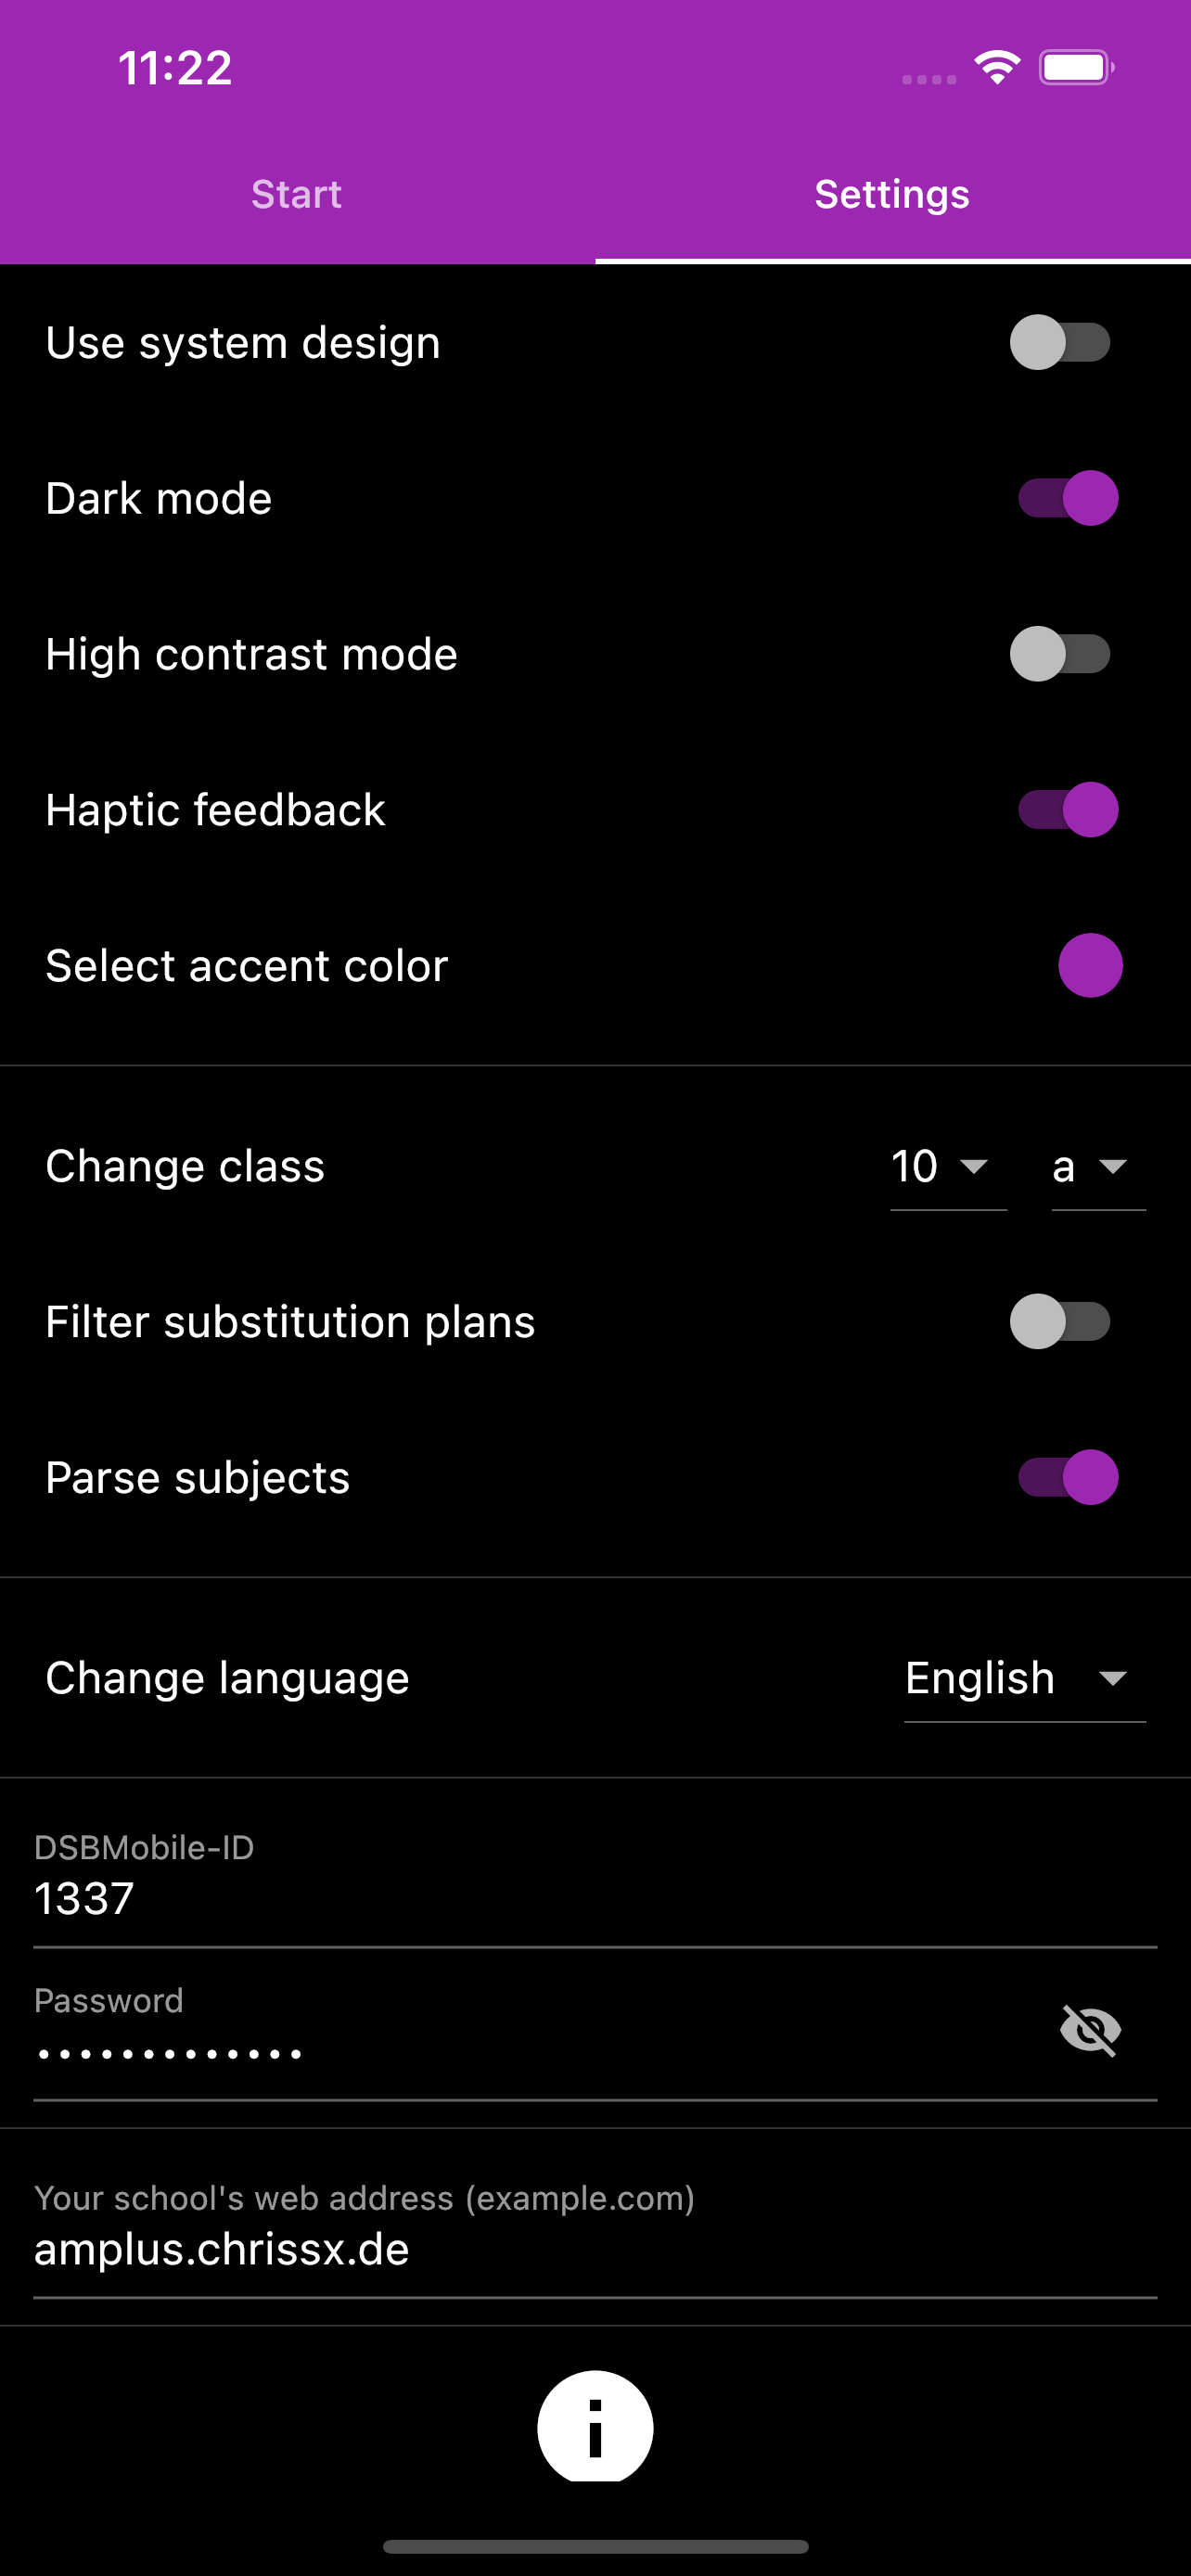 11:22
Start
Settings
Use system design
Dark mode
High contrast mode
Haptic feedback
Select accent color
Change class 10 a
Filter substitution plans
Parse subjects
Change language English
DSBMobile-ID
1337
Password
•••••••••••••
Your school's web address (example.com)
amplus.chrissx.de